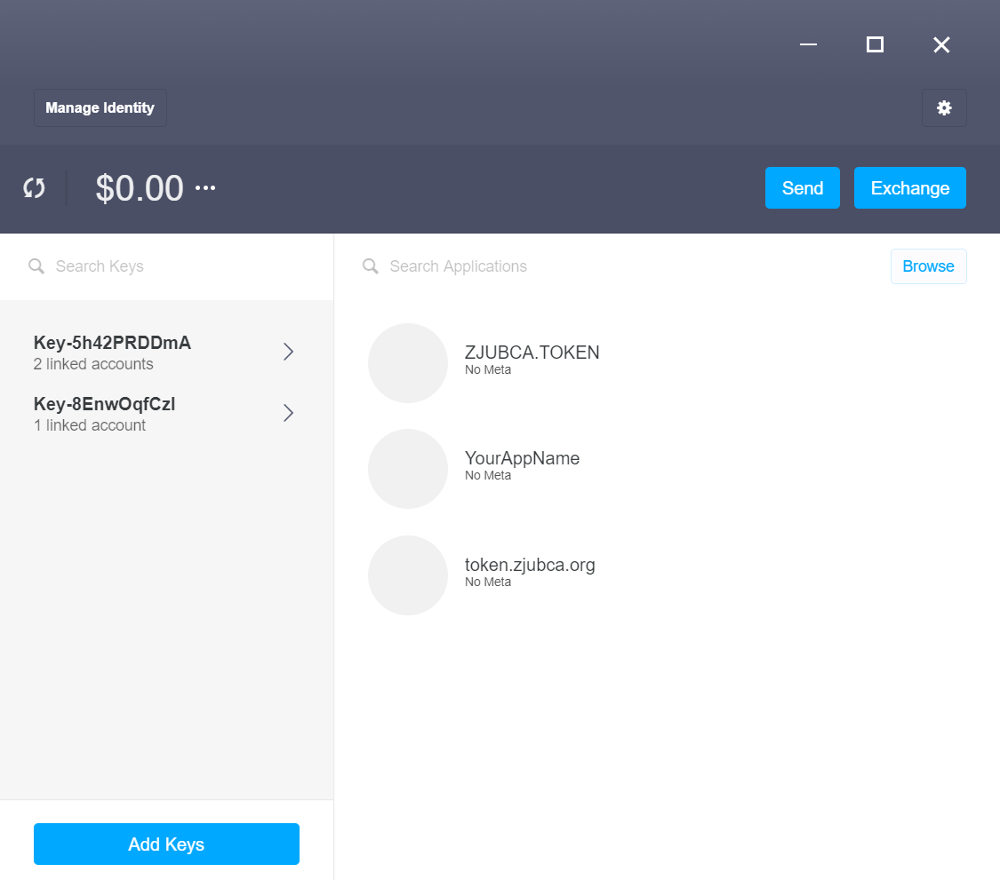 Manage Identity
$0.00 ···
Send
Exchange
Search Keys
Search Applications
Browse
Key-5h42PRDDmA
2 linked accounts
Key-8EnwOqfCzI
1 linked account
ZJUBCA.TOKEN
No Meta
YourAppName
No Meta
token.zjubca.org
No Meta
Add Keys